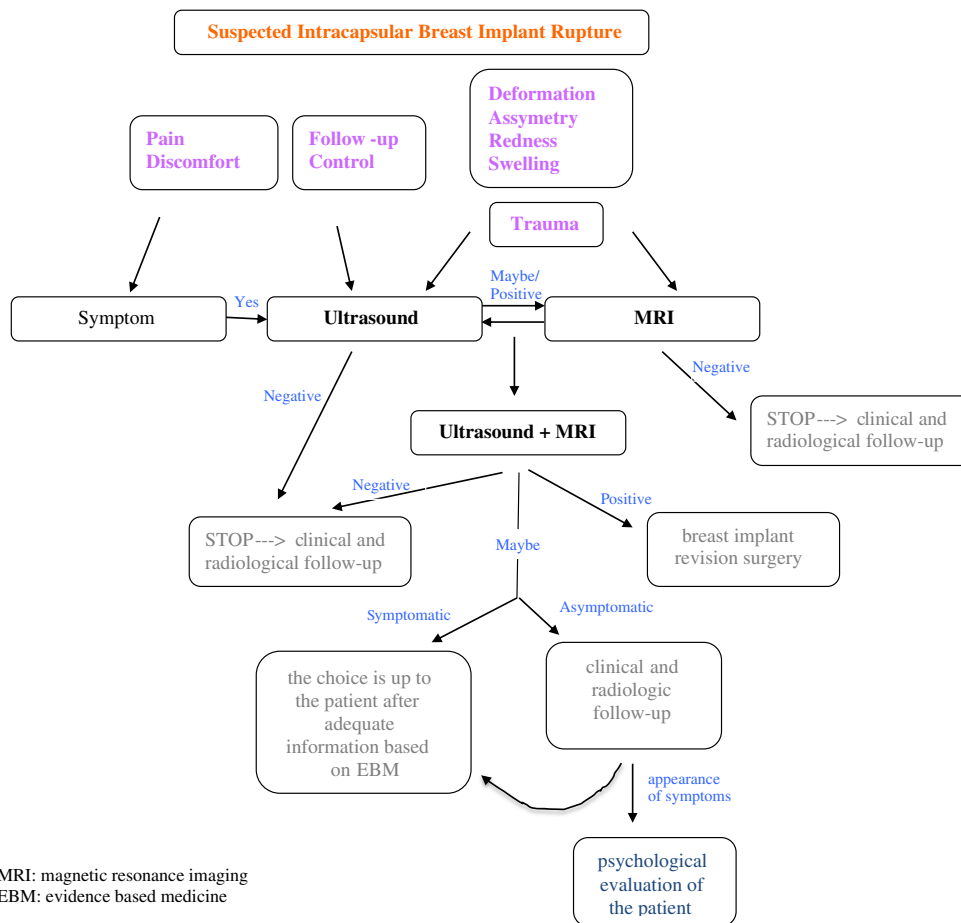 Suspected Intracapsular Breast Implant Rupture
Pain
Discomfort
Follow -up
Control
Deformation
Assymetry
Redness
Swelling
Trauma
Symptom
Yes
Ultrasound
Maybe/
Positive
MRI
Negative
Negative
Ultrasound + MRI
STOP---> clinical and
radiological follow-up
Negative
Positive
STOP---> clinical and
radiological follow-up
Maybe
breast implant
revision surgery
Symptomatic
Asymptomatic
the choice is up to
the patient after
adequate
information based
on EBM
clinical and
radiologic
follow-up
appearance
of symptoms
psychological
evaluation of
the patient
MRI: magnetic resonance imaging
EBM: evidence based medicine